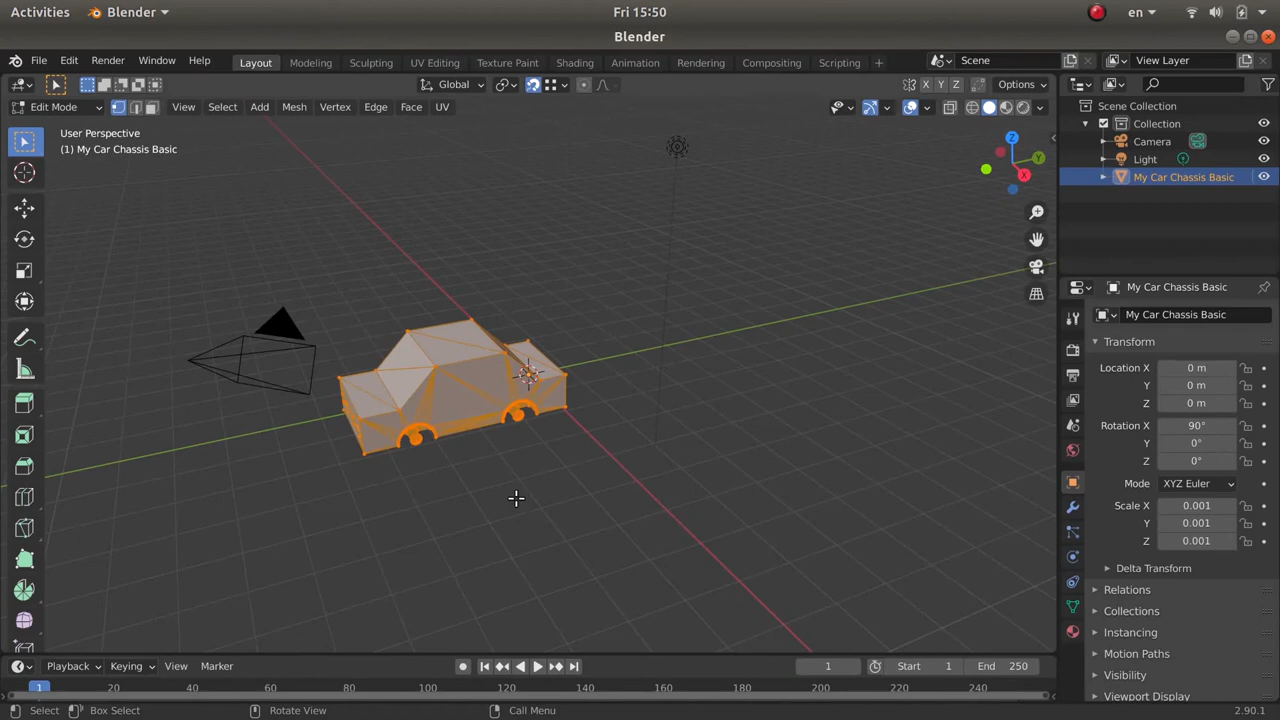 Activities Blender Fri 15:50 en
Blender
File Edit Render Window Help Layout Modeling Sculpting UV Editing Texture Paint Shading Animation Rendering Compositing Scripting + Scene View Layer
Global Options
Edit Mode View Select Add Mesh Vertex Edge Face UV
X Y Z
User Perspective
(1) My Car Chassis Basic
Z
Y
X
Scene Collection
Collection
Camera
Light
My Car Chassis Basic
My Car Chassis Basic
My Car Chassis Basic
Transform
Location X 0 m
Y 0 m
Z 0 m
Rotation X 90°
Y 0°
Z 0°
Mode XYZ Euler
Scale X 0.001
Y 0.001
Z 0.001
Delta Transform
Relations
Collections
Instancing
Motion Paths
Visibility
Viewport Display
Playback Keying View Marker 1 Start 1 End 250
1 20 40 60 80 100 120 140 160 180 200 220 240
Select Box Select Rotate View Call Menu 2.90.1